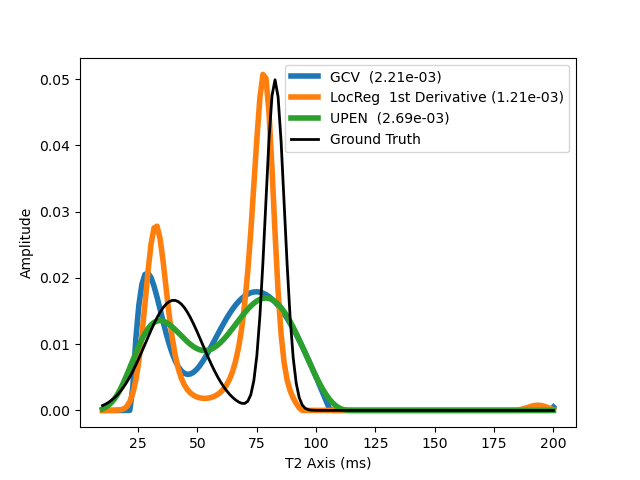 GCV  (2.21e-03)
LocReg  1st Derivative (1.21e-03)
UPEN  (2.69e-03)
Ground Truth
0.05
0.04
0.03
0.02
0.01
0.00
Amplitude
25 50 75 100 125 150 175 200
T2 Axis (ms)